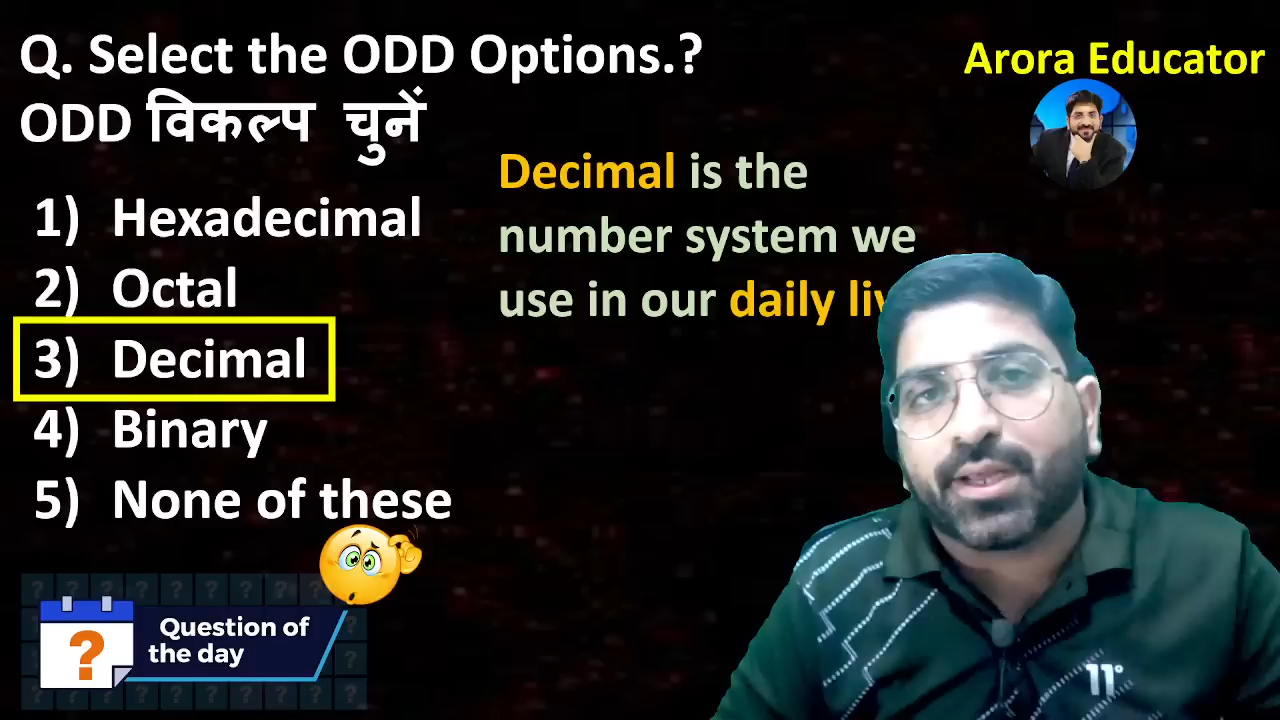 Q. Select the ODD Options.?
ODD विकल्प चुनें
Arora Educator
1) Hexadecimal
2) Octal
3) Decimal
4) Binary
5) None of these
Decimal is the
number system we
use in our daily
Question of
the day
?
11°